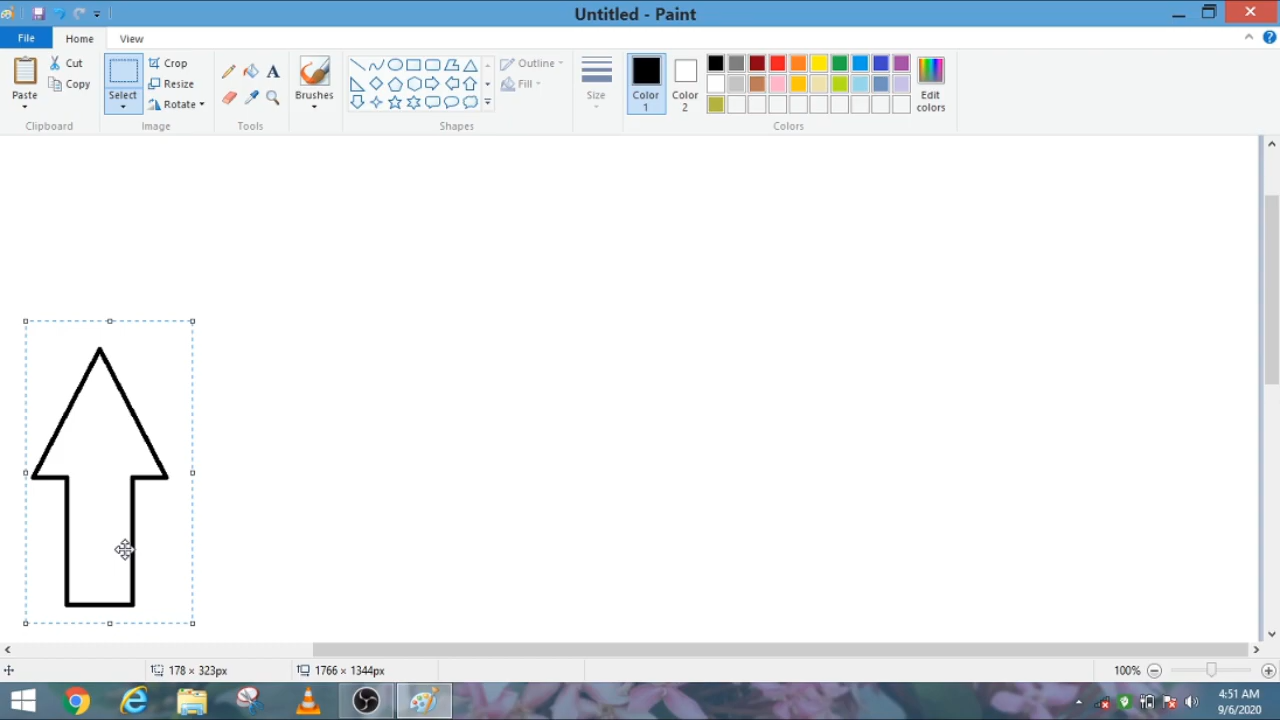 Untitled - Paint
File
Home
View
Paste
Cut
Copy
Clipboard
Select
Crop
Resize
Rotate
Image
Tools
Brushes
Outline
Fill
Shapes
Size
Color 1
Color 2
Edit colors
Colors
178 × 323px
1766 × 1344px
100%
4:51 AM
9/6/2020